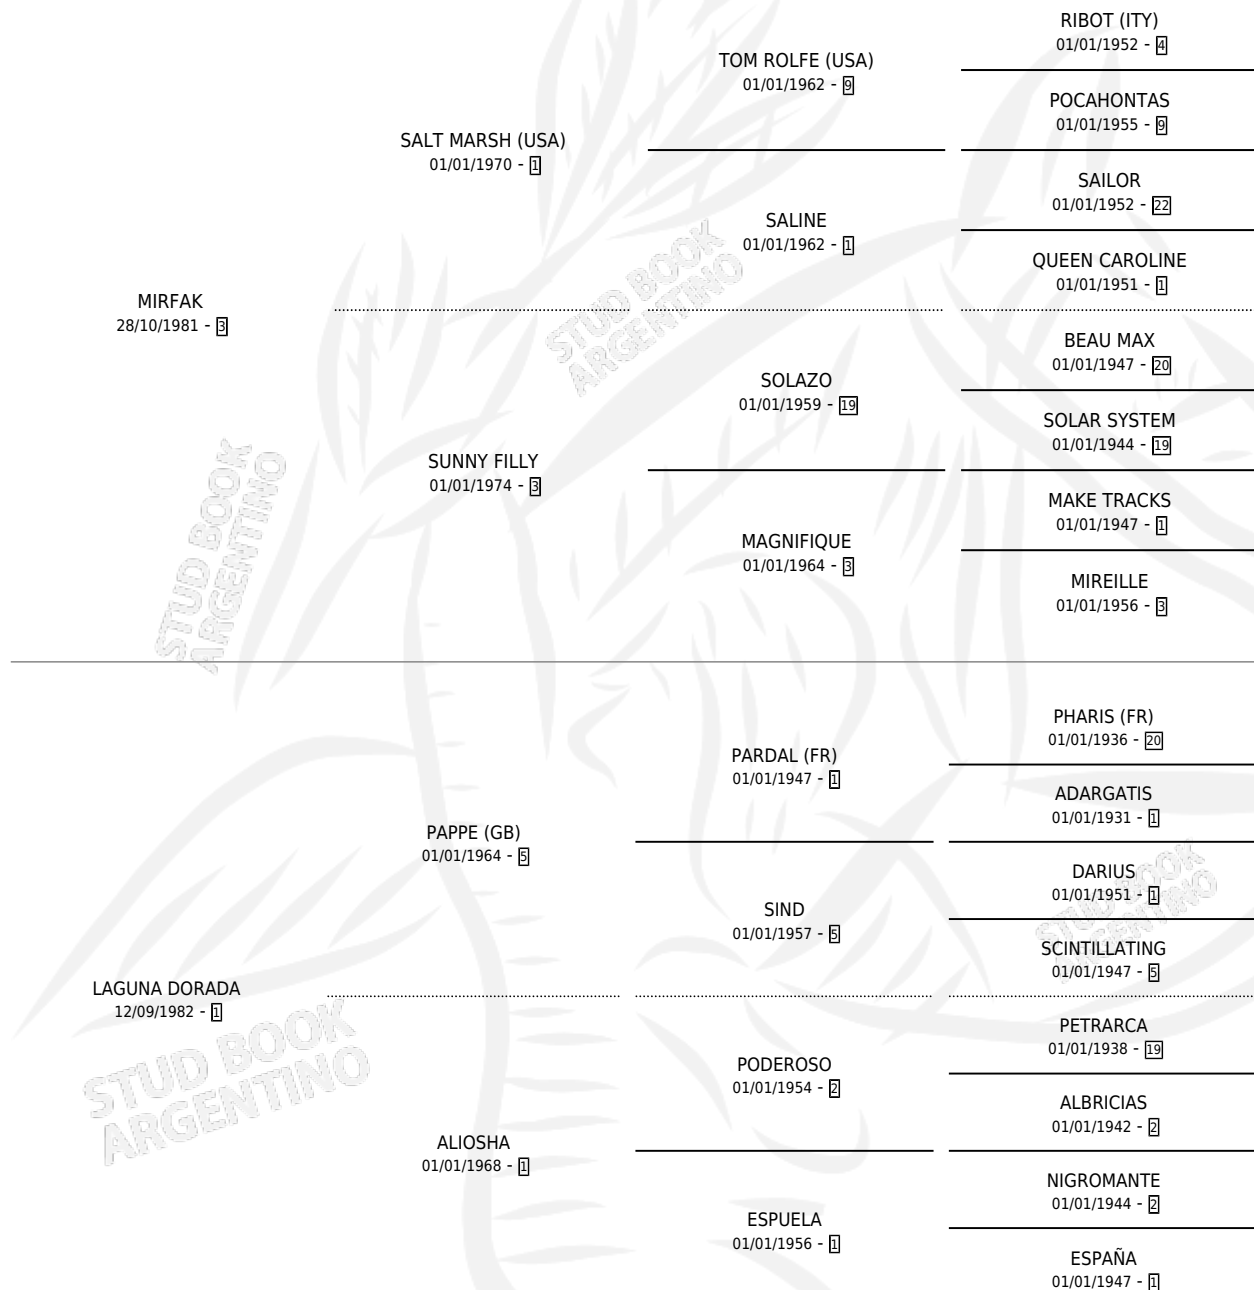 RIBOT (ITY)
01/01/1952 - 4
TOM ROLFE (USA)
01/01/1962 - 9
POCAHONTAS
01/01/1955 - 9
SALT MARSH (USA)
01/01/1970 - 1
SAILOR
01/01/1952 - 22
SALINE
01/01/1962 - 1
QUEEN CAROLINE
01/01/1951 - 1
MIRFAK
28/10/1981 - 3
STUD BOOK
ARGENTINO
BEAU MAX
01/01/1947 - 20
SOLAZO
01/01/1959 - 19
SOLAR SYSTEM
01/01/1944 - 19
SUNNY FILLY
01/01/1974 - 3
MAKE TRACKS
01/01/1947 - 1
MAGNIFIQUE
01/01/1964 - 3
MIREILLE
01/01/1956 - 3
STUD BOOK
ARGENTINO
PHARIS (FR)
01/01/1936 - 20
PARDAL (FR)
01/01/1947 - 1
ADARGATIS
01/01/1931 - 1
PAPPE (GB)
01/01/1964 - 5
DARIUS
01/01/1951 - 1
SIND
01/01/1957 - 5
SCINTILLATING
01/01/1947 - 5
STUD BOOK
ARGENTINO
LAGUNA DORADA
12/09/1982 - 1
PETRARCA
01/01/1938 - 19
PODEROSO
01/01/1954 - 2
ALBRICIAS
01/01/1942 - 2
STUD BOOK
ARGENTINO
ALIOSHA
01/01/1968 - 1
NIGROMANTE
01/01/1944 - 2
ESPUELA
01/01/1956 - 1
ESPAÑA
01/01/1947 - 1